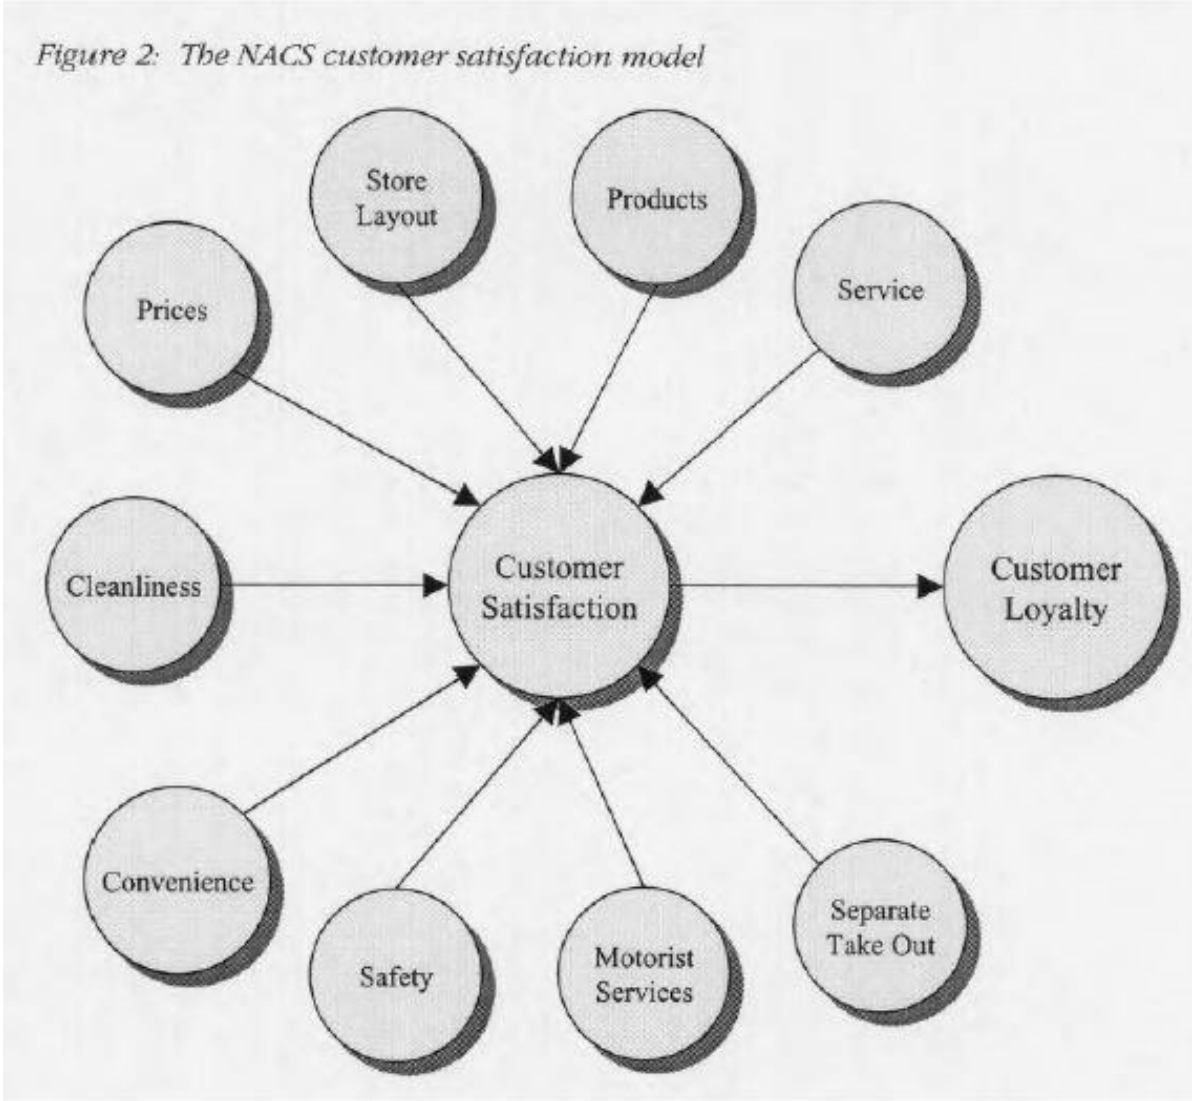 Figure 2: The NACS customer satisfaction model
Store
Layout
Products
Service
Prices
Cleanliness
Customer
Satisfaction
Customer
Loyalty
Convenience
Safety
Motorist
Services
Separate
Take Out